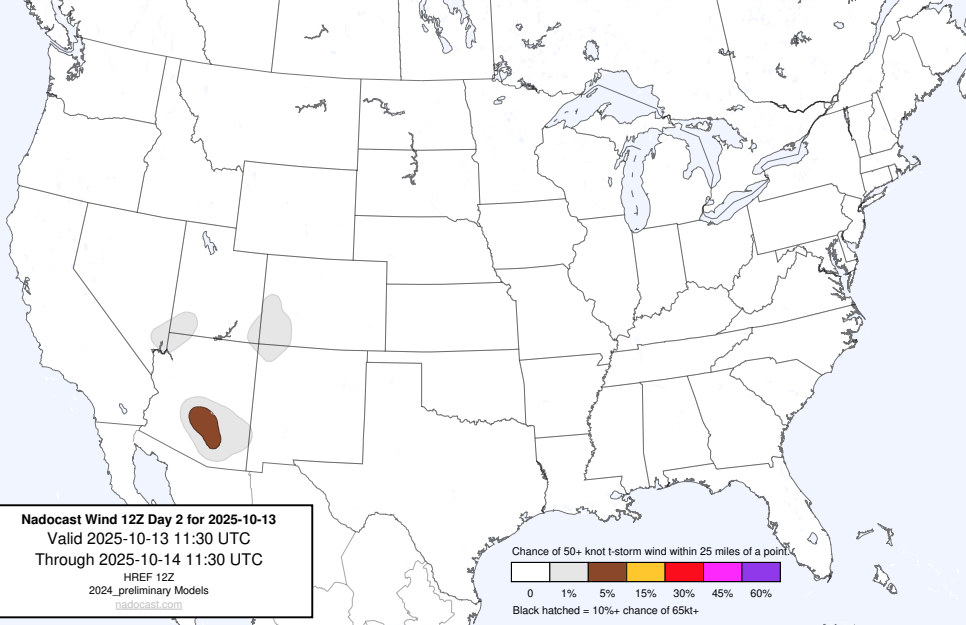 Nadocast Wind 12Z Day 2 for 2025-10-13
Valid 2025-10-13 11:30 UTC
Through 2025-10-14 11:30 UTC
HREF 12Z
2024_preliminary Models
nadocast.com
Chance of 50+ knot t-storm wind within 25 miles of a point.
0 1% 5% 15% 30% 45% 60%
Black hatched = 10%+ chance of 65kt+